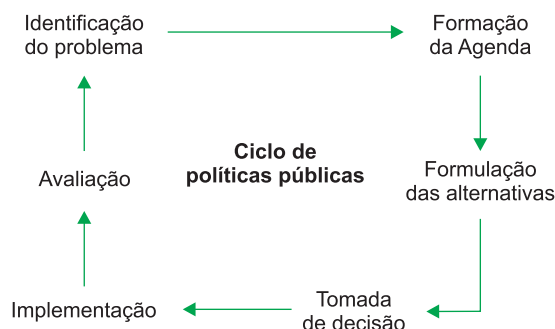 Identificação
do problema
Formação
da Agenda
Ciclo de
políticas públicas
Avaliação
Formulação
das alternativas
Implementação
Tomada
de decisão